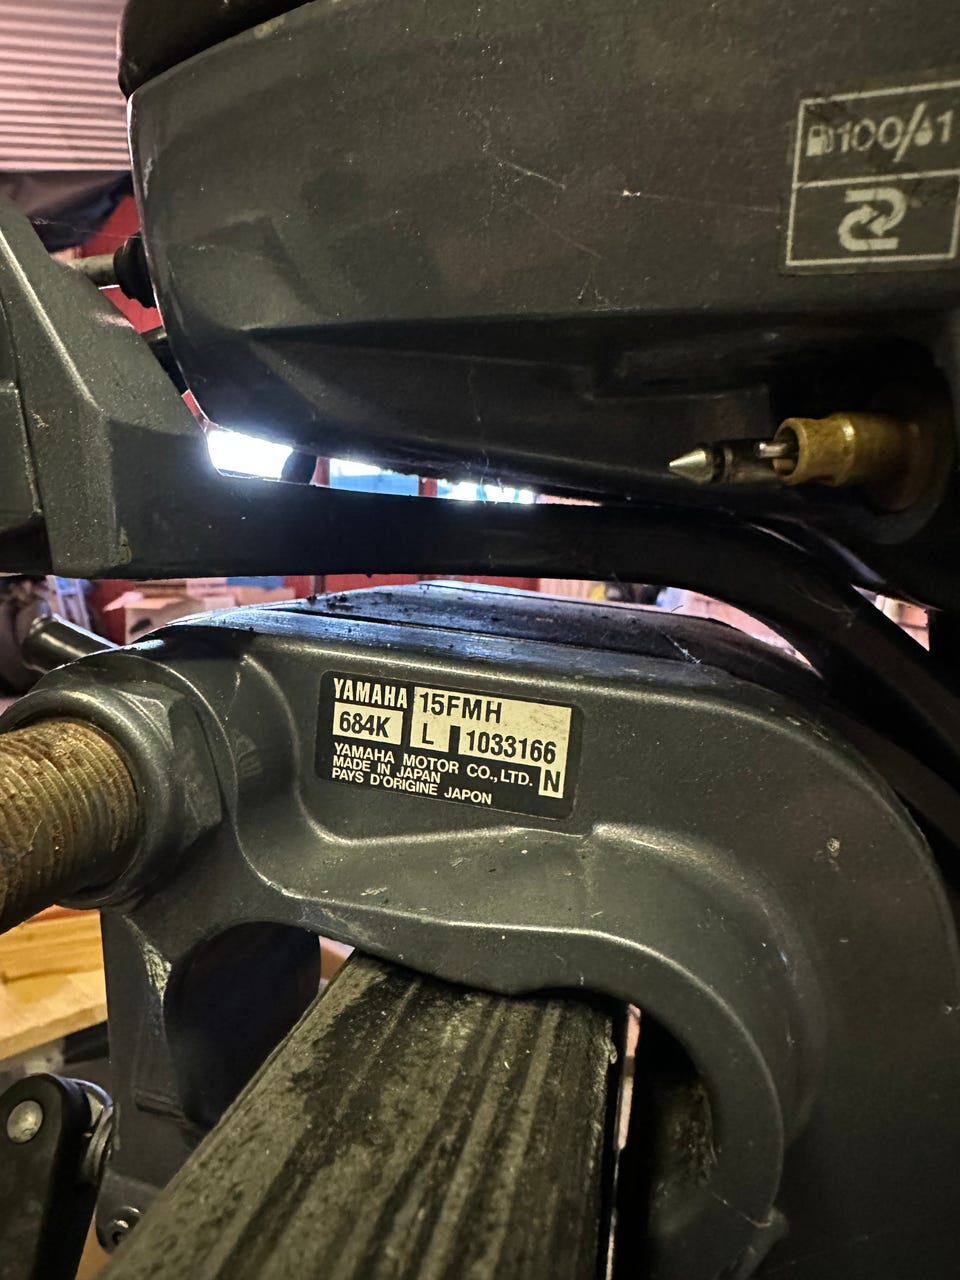 100/1
YAMAHA 15FMH
684K L 1033166
YAMAHA MOTOR CO., LTD. N
MADE IN JAPAN
PAYS D'ORIGINE JAPON